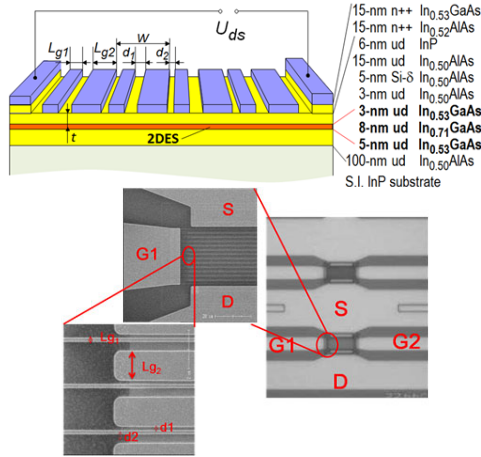 U_ds
L_g1 L_g2 W d_1 d_2
t
2DES
15-nm n++ In0.53GaAs
15-nm n++ In0.52AlAs
6-nm ud InP
15-nm ud In0.50AlAs
5-nm Si-δ In0.50AlAs
3-nm ud In0.50AlAs
3-nm ud In0.53GaAs
8-nm ud In0.71GaAs
5-nm ud In0.53GaAs
100-nm ud In0.50AlAs
S.I. InP substrate
S
G1
D
S
G1 G2
D
Lg1
Lg2
d1
d2